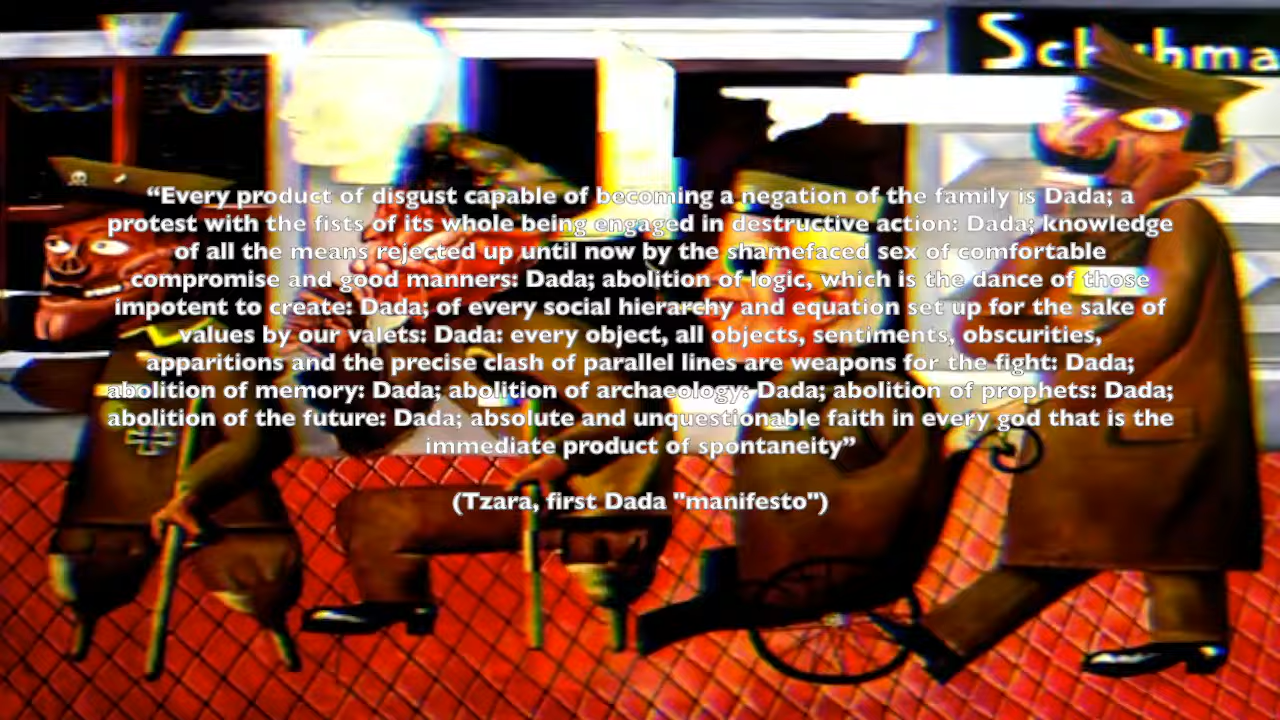 Sch hma
“Every product of disgust capable of becoming a negation of the family is Dada; a
protest with the fists of its whole being engaged in destructive action: Dada; knowledge
of all the means rejected up until now by the shamefaced sex of comfortable
compromise and good manners: Dada; abolition of logic, which is the dance of those
impotent to create: Dada; of every social hierarchy and equation set up for the sake of
values by our valets: Dada: every object, all objects, sentiments, obscurities,
apparitions and the precise clash of parallel lines are weapons for the fight: Dada;
abolition of memory: Dada; abolition of archaeology: Dada; abolition of prophets: Dada;
abolition of the future: Dada; absolute and unquestionable faith in every god that is the
immediate product of spontaneity”
(Tzara, first Dada "manifesto")